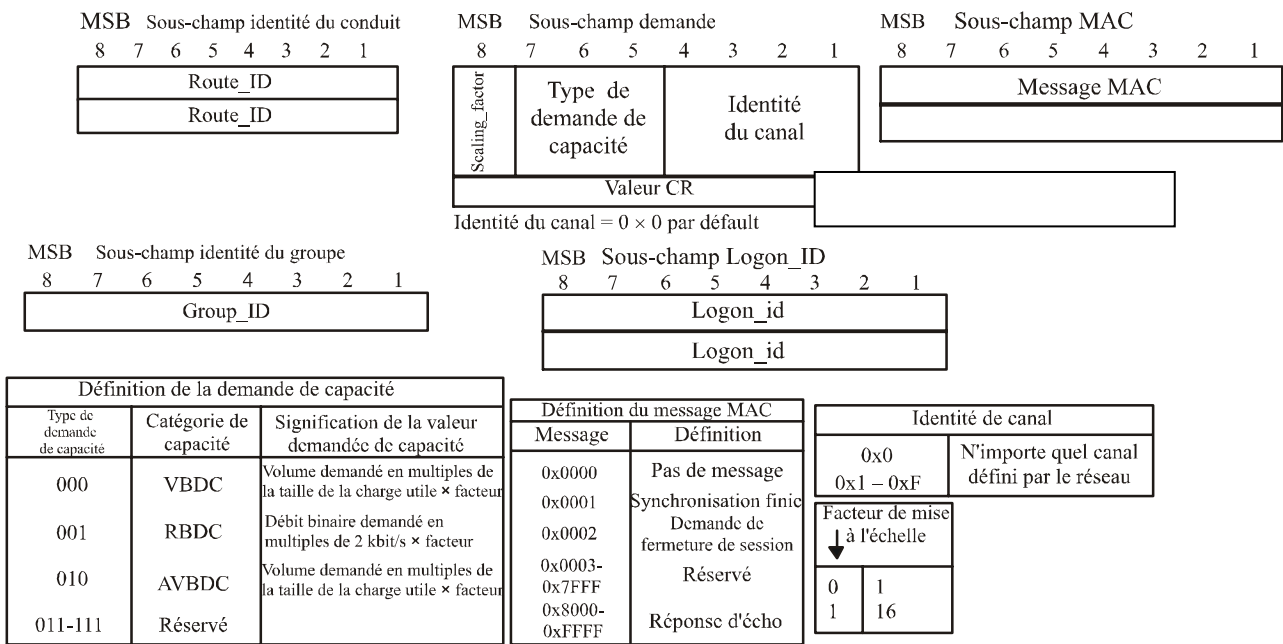 MSB Sous-champ identité du conduit
8 7 6 5 4 3 2 1
Route_ID
Route_ID
MSB Sous-champ demande
8 7 6 5 4 3 2 1
Scaling_factor
Type de
demande de
capacité
Identité
du canal
Valeur CR
Identité du canal = 0 × 0 par défault
MSB Sous-champ MAC
8 7 6 5 4 3 2 1
Message MAC
MSB Sous-champ identité du groupe
8 7 6 5 4 3 2 1
Group_ID
MSB Sous-champ Logon_ID
8 7 6 5 4 3 2 1
Logon_id
Logon_id
Définition de la demande de capacité
Type de
demande
de capacité
Catégorie de
capacité
Signification de la valeur
demandée de capacité
000
VBDC
Volume demandé en multiples de
la taille de la charge utile × facteur
001
RBDC
Débit binaire demandé en
multiples de 2 kbit/s × facteur
010
AVBDC
Volume demandé en multiples de
la taille de la charge utile × facteur
011-111
Réservé
Définition du message MAC
Message Définition
0x0000 Pas de message
0x0001 Synchronisation finie
0x0002
Demande de
fermeture de session
0x0003-
0x7FFF
Réservé
0x8000-
0xFFFF
Réponse d'écho
Identité de canal
0x0
0x1 – 0xF
N'importe quel canal
défini par le réseau
Facteur de mise
à l'échelle
0 1
1 16